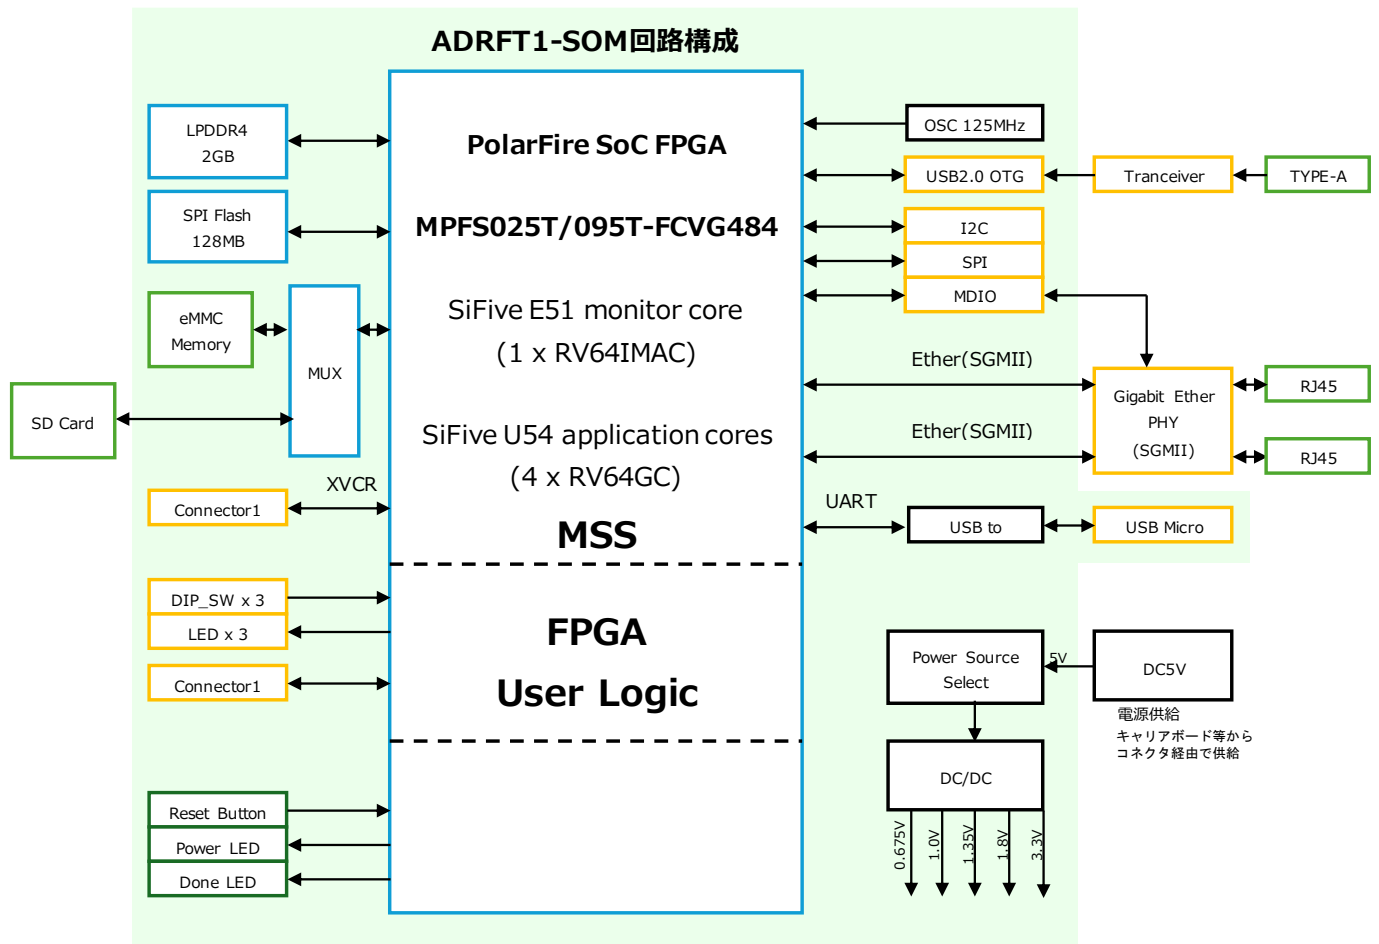 ADRFT1-SOM回路構成
LPDDR4
2GB
SPI Flash
128MB
eMMC
Memory
MUX
SD Card
XVCR
Connector1
DIP_SW x 3
LED x 3
Connector1
Reset Button
Power LED
Done LED
PolarFire SoC FPGA
MPFS025T/095T-FCVG484
SiFive E51 monitor core
(1 x RV64IMAC)
SiFive U54 application cores
(4 x RV64GC)
MSS
FPGA
User Logic
OSC 125MHz
USB2.0 OTG
Tranceiver
TYPE-A
I2C
SPI
MDIO
Ether(SGMII)
Ether(SGMII)
Gigabit Ether
PHY
(SGMII)
RJ45
RJ45
UART
USB to
USB Micro
Power Source
Select
5V
DC5V
電源供給
キャリアボード等から
コネクタ経由で供給
DC/DC
0.675V
1.0V
1.35V
1.8V
3.3V